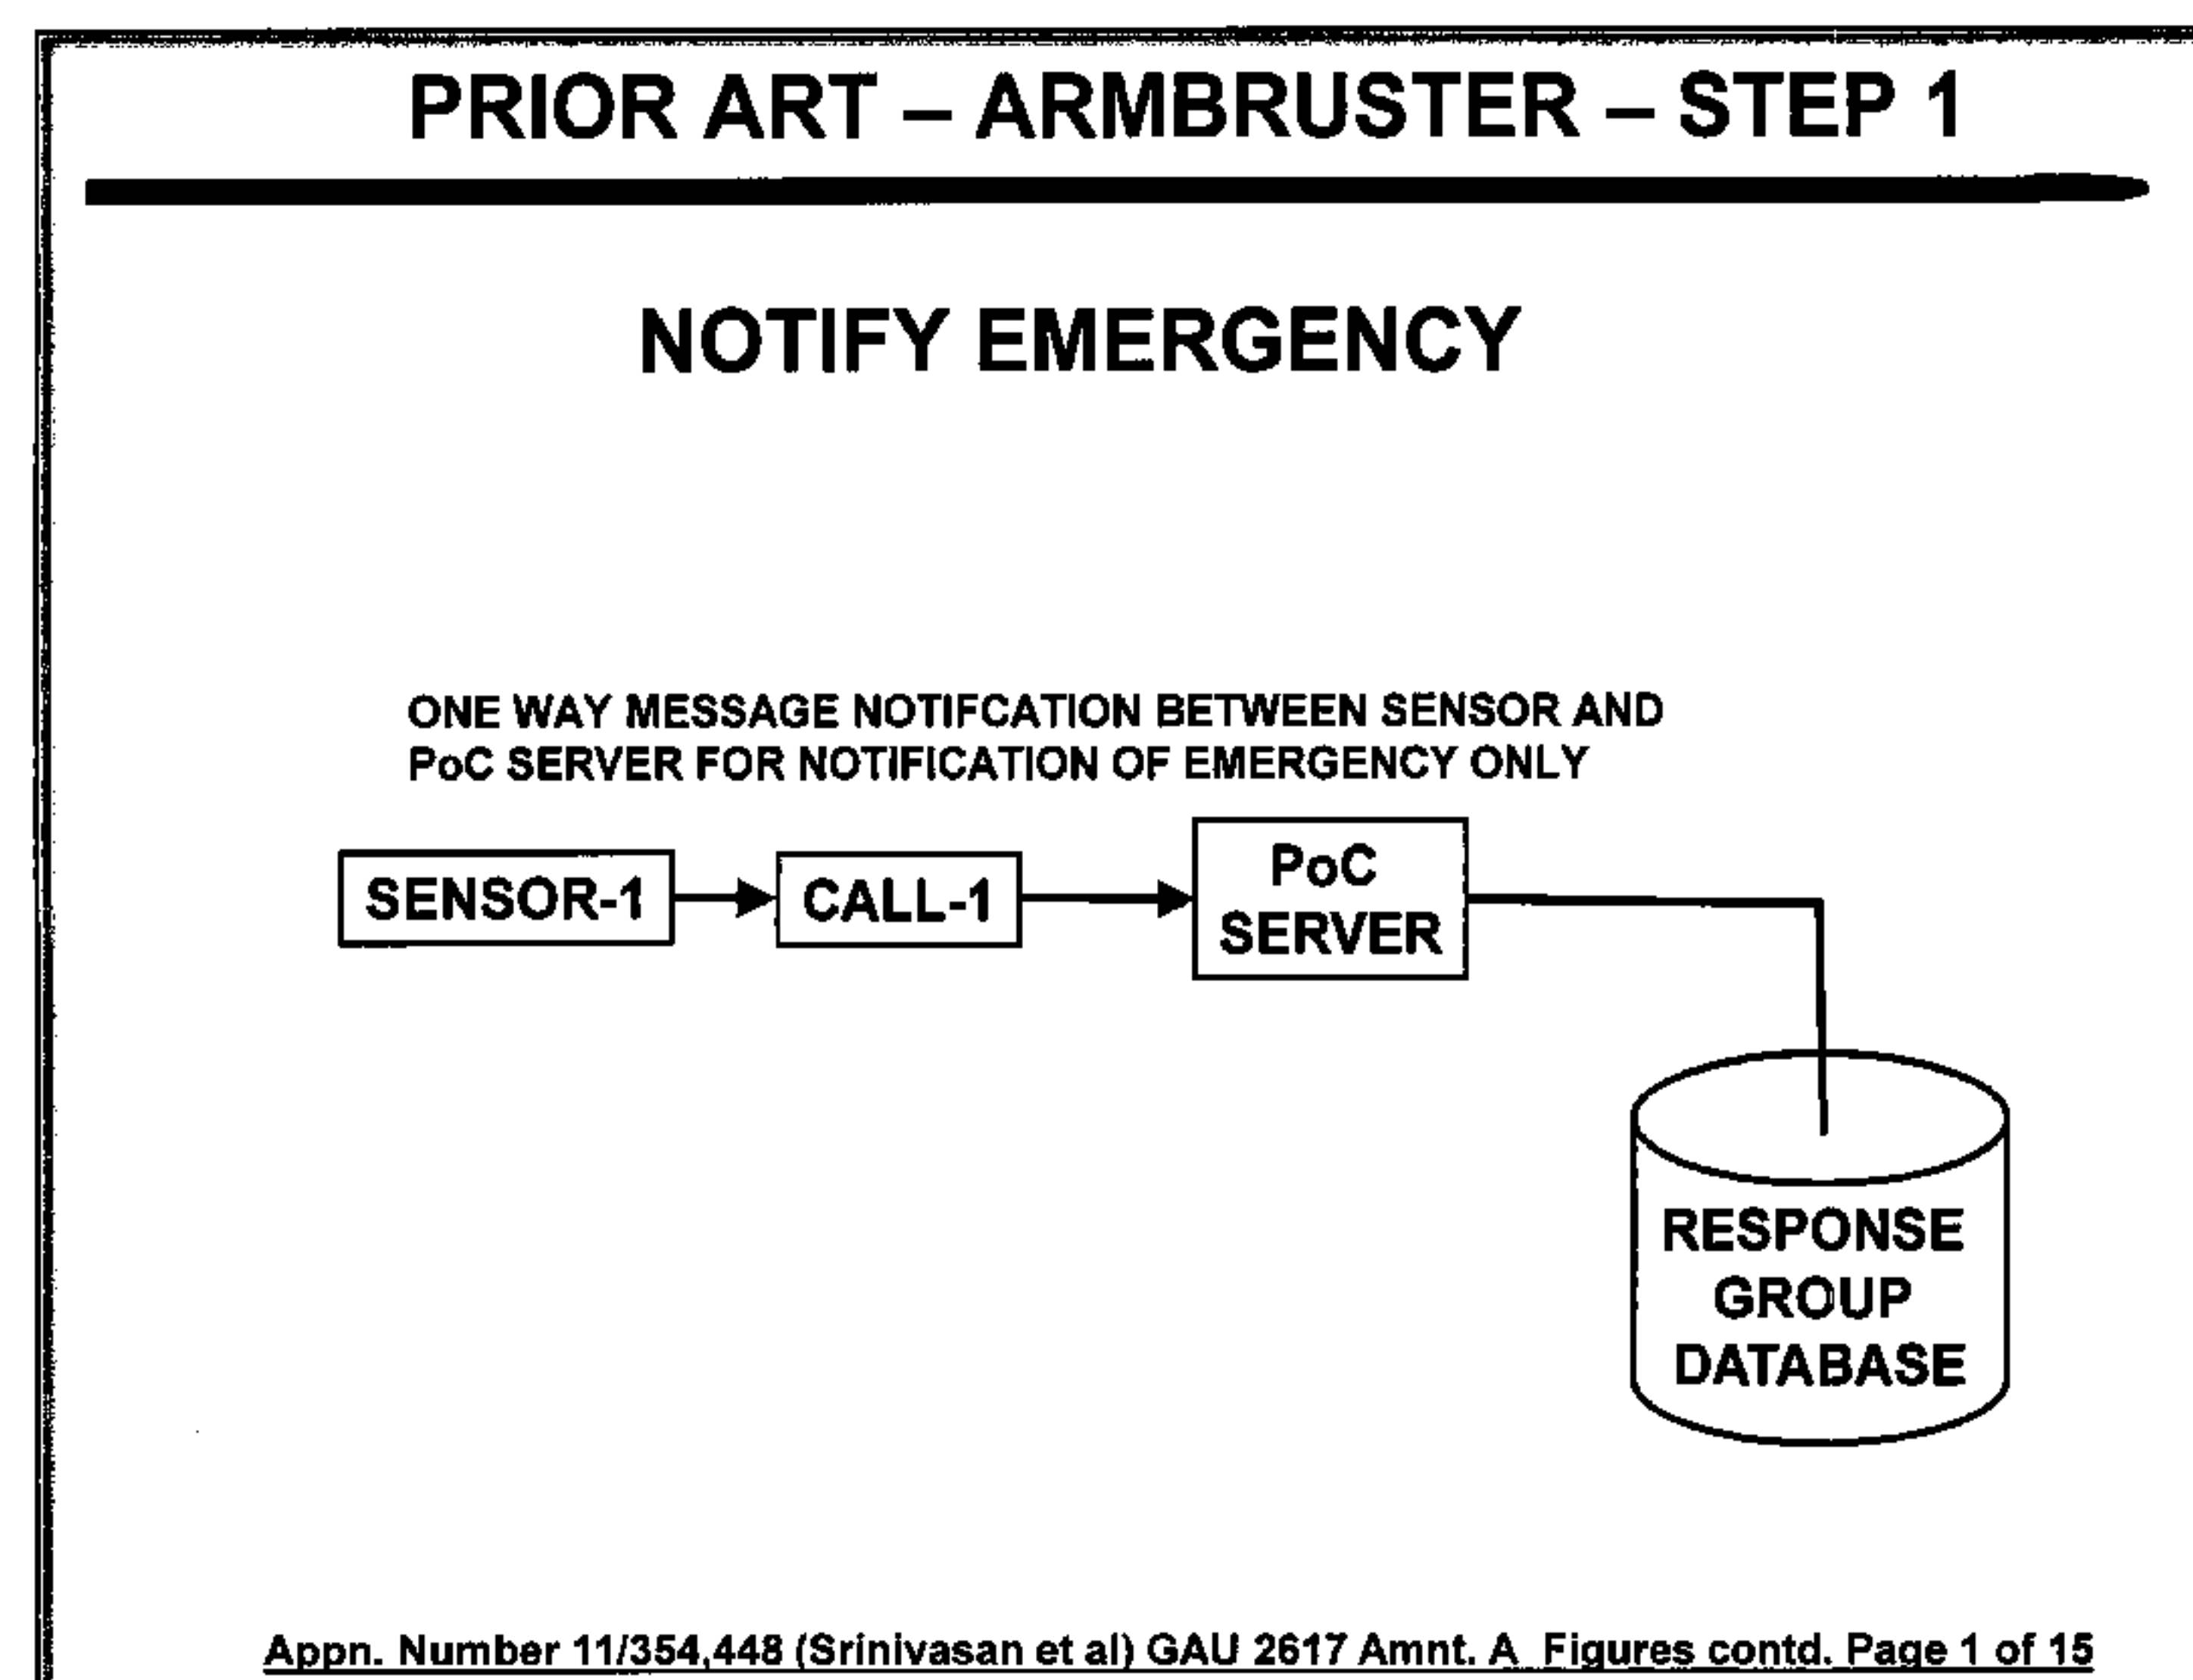 PRIOR ART – ARMBRUSTER – STEP 1
NOTIFY EMERGENCY
ONE WAY MESSAGE NOTIFCATION BETWEEN SENSOR AND
PoC SERVER FOR NOTIFICATION OF EMERGENCY ONLY
SENSOR-1
CALL-1
PoC
SERVER
RESPONSE
GROUP
DATABASE
Appn. Number 11/354,448 (Srinivasan et al) GAU 2617 Amnt. A Figures contd. Page 1 of 15